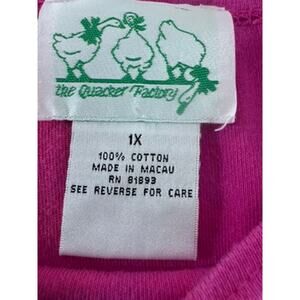 the Quacker Factory
1X
100% COTTON
MADE IN MACAU
RN 81893
SEE REVERSE FOR CARE